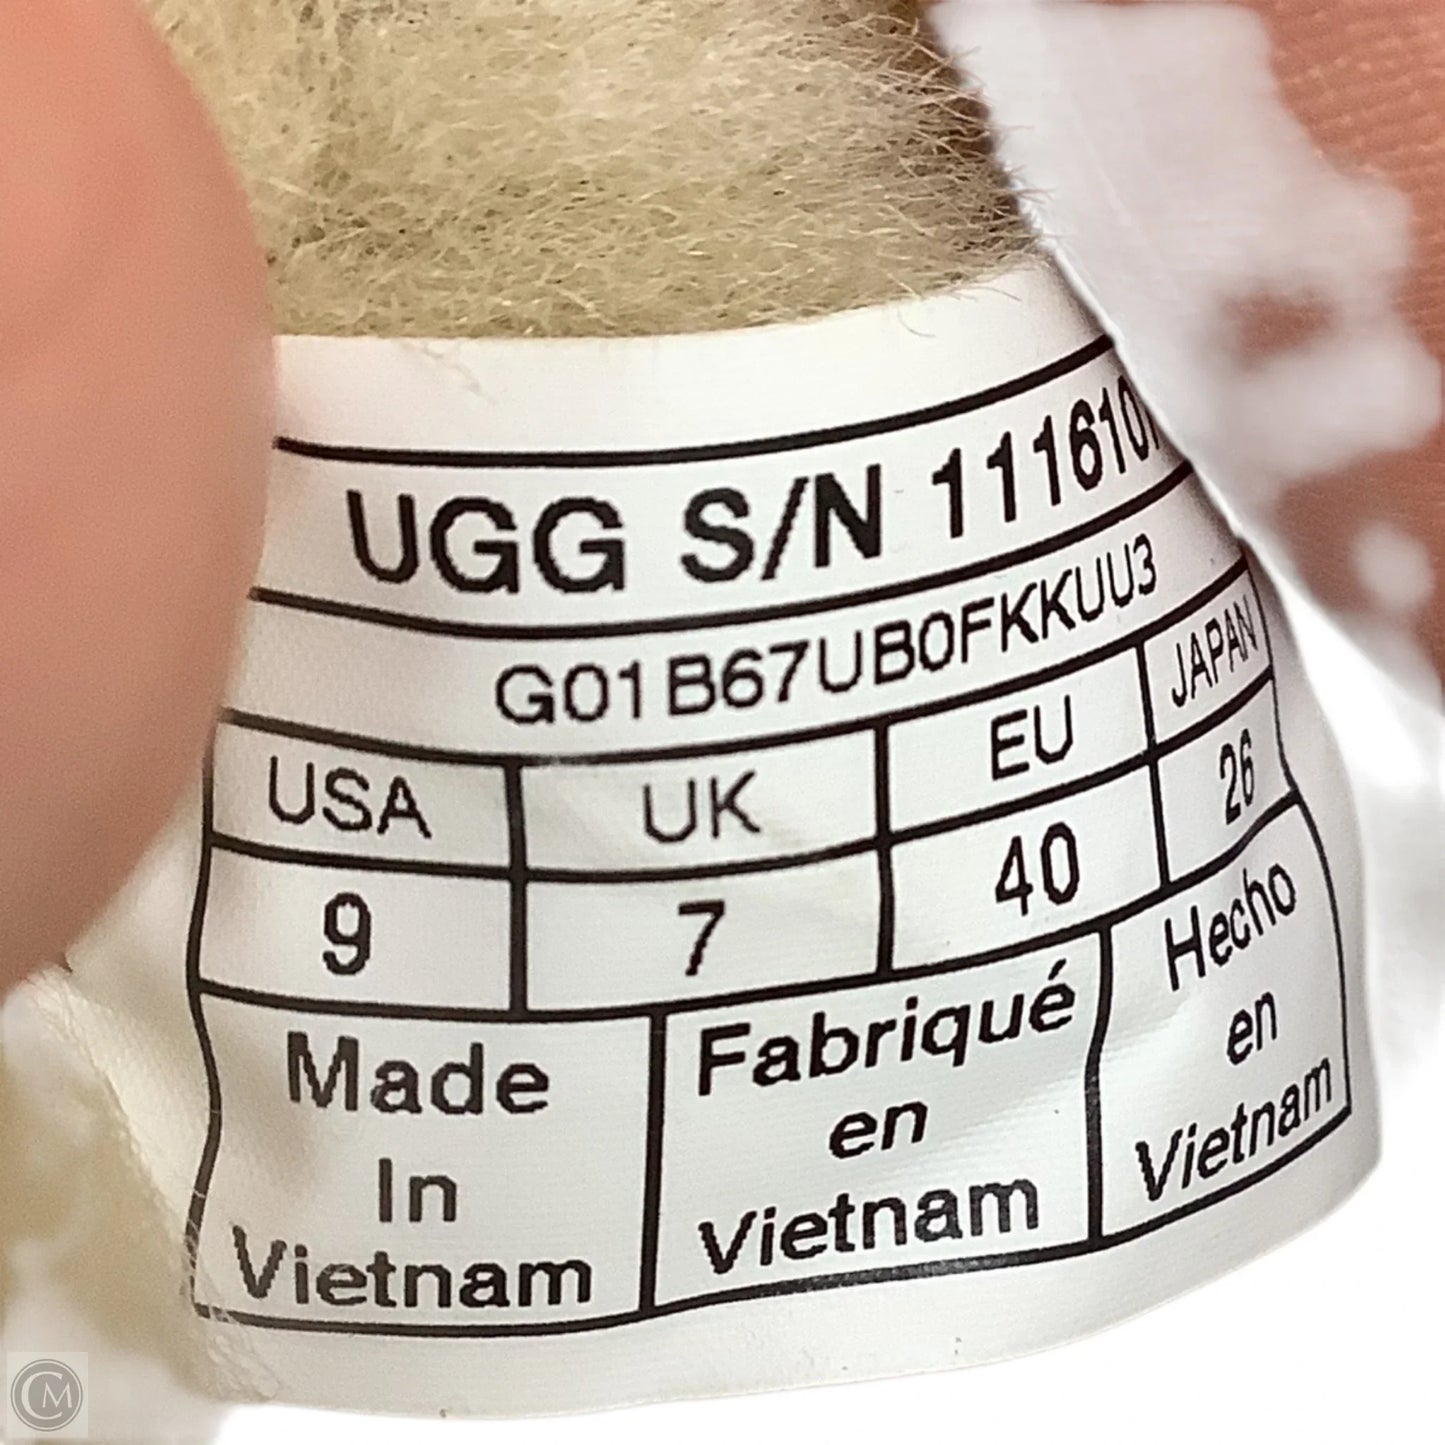 UGG S/N 111610
G01B67UB0FKKUU3
USA UK EU JAPAN
9 7 40 26
Made
In
Vietnam
Fabriqué
en
Vietnam
Hecho
en
Vietnam
CM